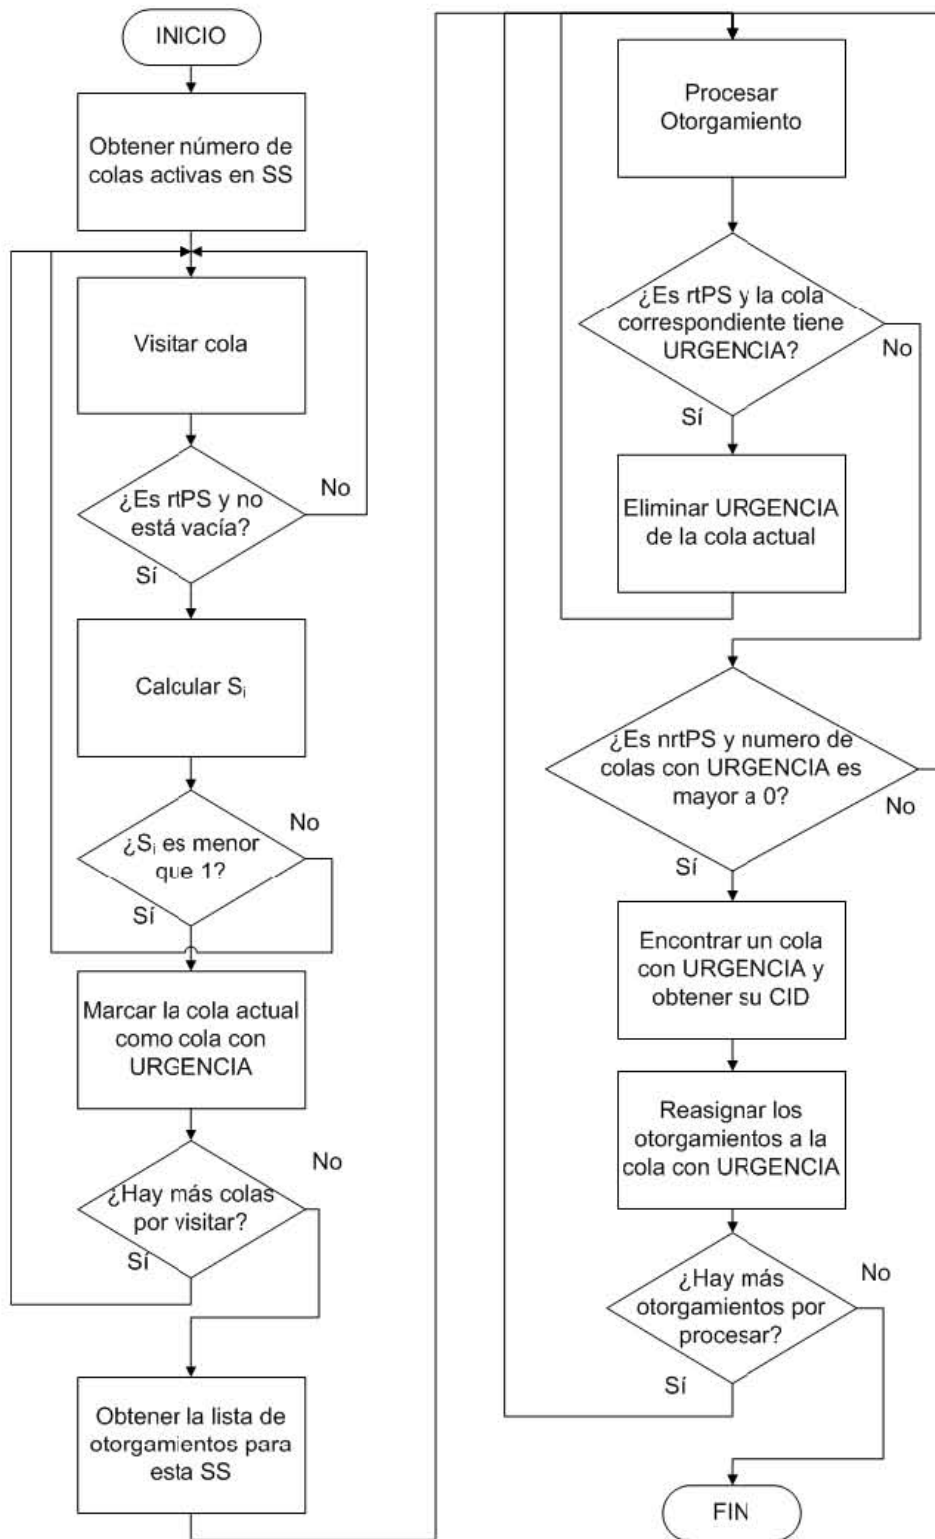 INICIO
Obtener número de
colas activas en SS
Visitar cola
¿Es rtPS y no
está vacía?
No
Sí
Calcular Si
¿Si es menor
que 1?
No
Sí
Marcar la cola actual
como cola con
URGENCIA
¿Hay más colas
por visitar?
No
Sí
Obtener la lista de
otorgamientos para
esta SS
Procesar
Otorgamiento
¿Es rtPS y la cola
correspondiente tiene
URGENCIA?
No
Sí
Eliminar URGENCIA
de la cola actual
¿Es nrtPS y numero de
colas con URGENCIA es
mayor a 0?
No
Sí
Encontrar un cola
con URGENCIA y
obtener su CID
Reasignar los
otorgamientos a la
cola con URGENCIA
¿Hay más
otorgamientos por
procesar?
No
Sí
FIN